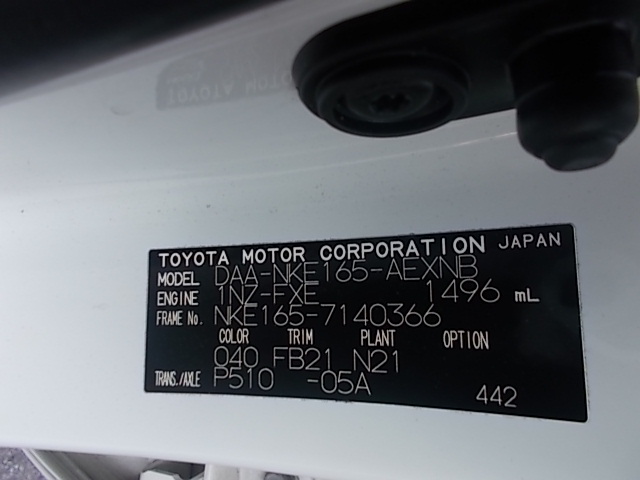 TOYOTA MOTOR CORPORATION JAPAN
MODEL DAA-NKE165-AEXNB
ENGINE 1NZ-FXE 1496 mL
FRAME No. NKE165-7140366
COLOR TRIM PLANT OPTION
040 FB21 N21
TRANS./AXLE P510 -05A
442